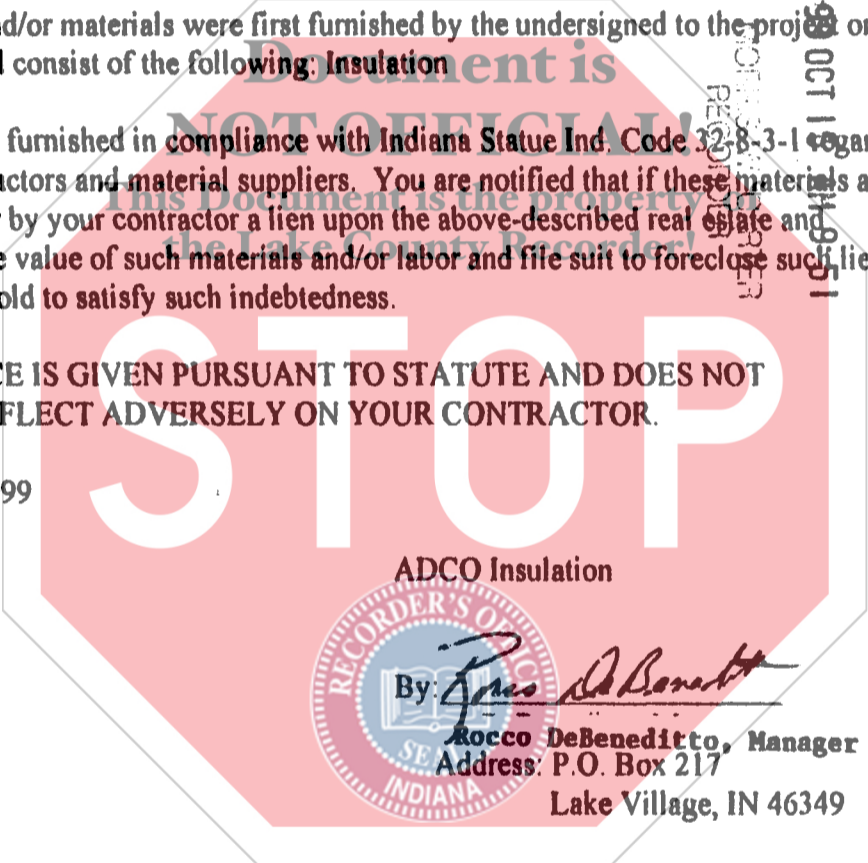 d/or materials were first furnished by the undersigned to the project on
consist of the following: Insulation
Document is
NOT OFFICIAL!
furnished in compliance with Indiana Statue Ind. Code 32-8-3-1 regar
actors and material suppliers. You are notified that if these materials a
This Document is the property of
by your contractor a lien upon the above-described real estate and
the Lake County Recorder!
value of such materials and/or labor and file suit to foreclose such lie
old to satisfy such indebtedness.
STOP
CE IS GIVEN PURSUANT TO STATUTE AND DOES NOT
FLECT ADVERSELY ON YOUR CONTRACTOR.
99
ADCO Insulation
RECORDER'S OFFICE
SEAL
INDIANA
By: Rocco DeBeneditto
Rocco DeBeneditto, Manager
Address: P.O. Box 217
Lake Village, IN 46349
99 OCT
9 51
RECORDER